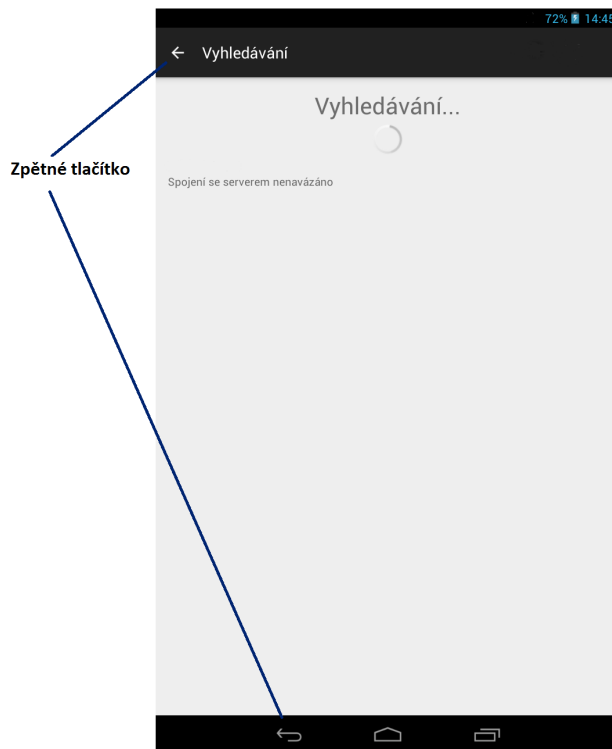 72% 14:45
Vyhledávání
Vyhledávání...
Zpětné tlačítko
Spojení se serverem nenavázáno